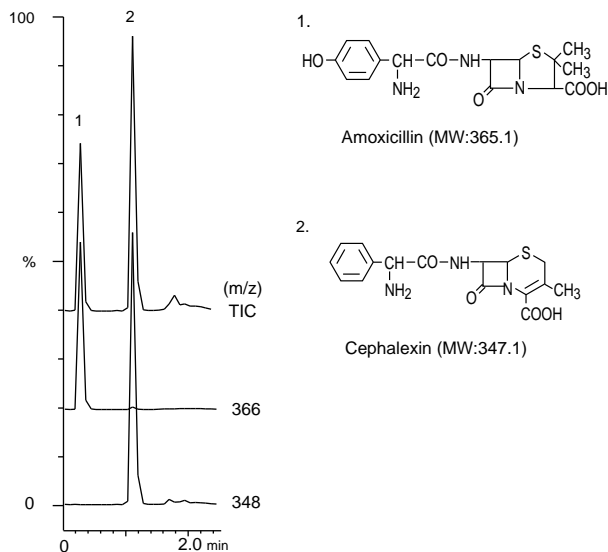 100
%
0
0
2.0 min
1
2
(m/z)
TIC
366
348
1.
HO
CH
CO
NH
NH2
O
N
S
CH3
CH3
COOH
Amoxicillin (MW:365.1)
2.
CH
CO
NH
NH2
O
N
S
CH3
COOH
Cephalexin (MW:347.1)